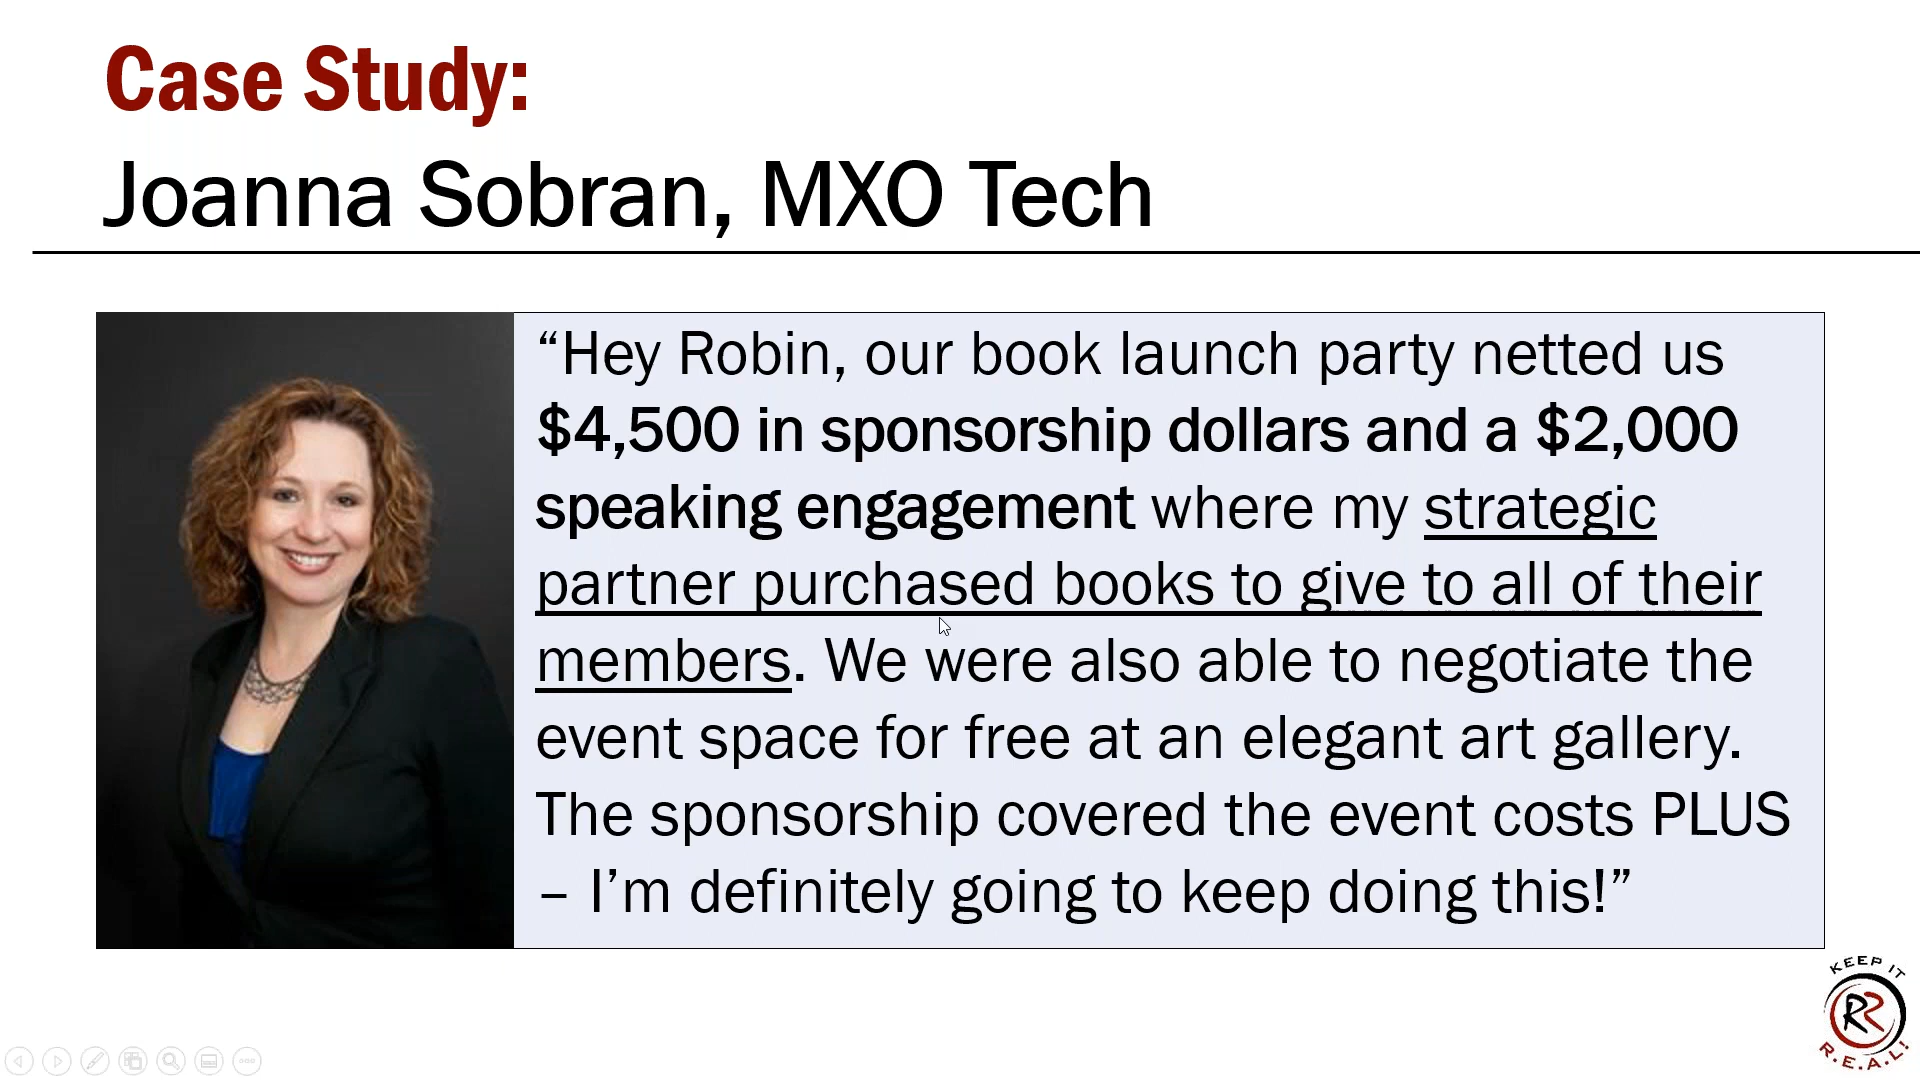 Case Study:
Joanna Sobran, MXO Tech
“Hey Robin, our book launch party netted us
$4,500 in sponsorship dollars and a $2,000
speaking engagement where my strategic
partner purchased books to give to all of their
members. We were also able to negotiate the
event space for free at an elegant art gallery.
The sponsorship covered the event costs PLUS
– I’m definitely going to keep doing this!”
KEEP IT
RR
R.E.A.L!